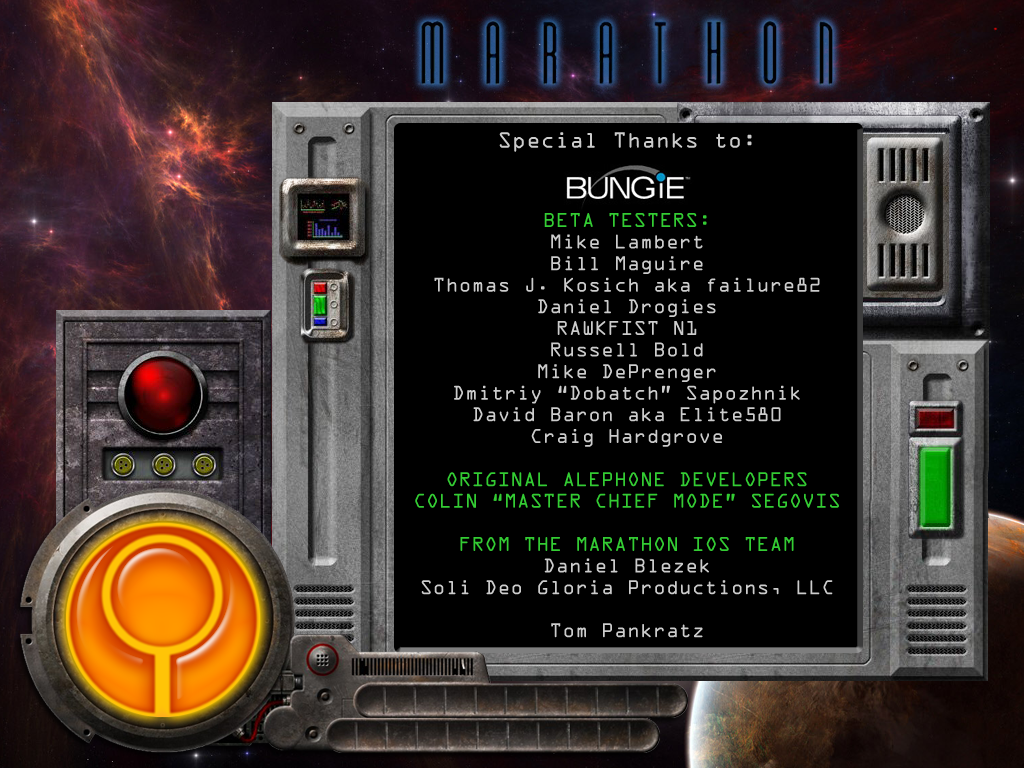 MARATHON
Special Thanks to:
BUNGiE™
BETA TESTERS:
Mike Lambert
Bill Maguire
Thomas J. Kosich aka failure82
Daniel Drogies
RAWKFIST N1
Russell Bold
Mike DePrenger
Dmitriy “Dobatch” Sapozhnik
David Baron aka Elite580
Craig Hardgrove
ORIGINAL ALEPHONE DEVELOPERS
COLIN “MASTER CHIEF MODE” SEGOVIS
FROM THE MARATHON IOS TEAM
Daniel Blezek
Soli Deo Gloria Productions, LLC
Tom Pankratz